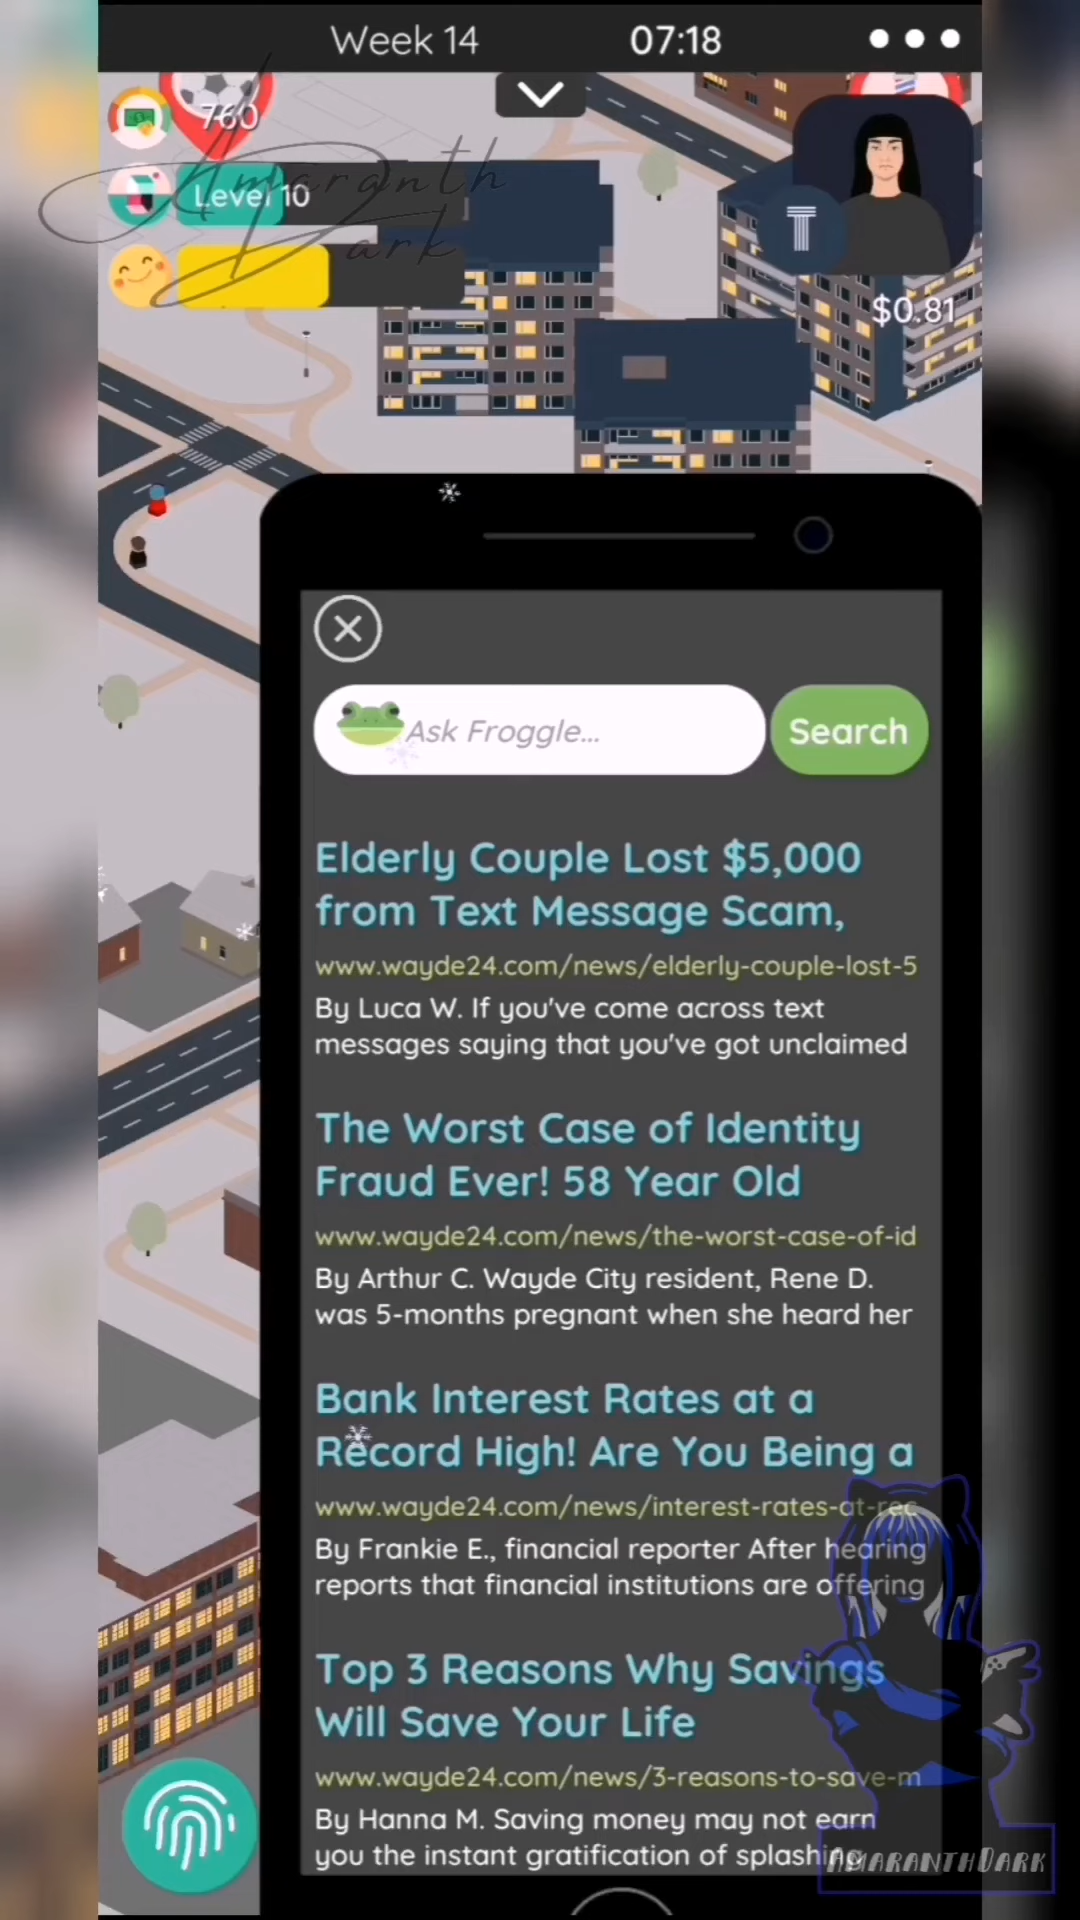 Week 14 07:18
760
Amaranth
Level 10
Dark
T
$0.81
Ask Froggle...
Search
Elderly Couple Lost $5,000
from Text Message Scam,
www.wayde24.com/news/elderly-couple-lost-5
By Luca W. If you've come across text
messages saying that you've got unclaimed
The Worst Case of Identity
Fraud Ever! 58 Year Old
www.wayde24.com/news/the-worst-case-of-id
By Arthur C. Wayde City resident, Rene D.
was 5-months pregnant when she heard her
Bank Interest Rates at a
Record High! Are You Being a
www.wayde24.com/news/interest-rates-at-rec
By Frankie E., financial reporter After hearing
reports that financial institutions are offering
Top 3 Reasons Why Savings
Will Save Your Life
www.wayde24.com/news/3-reasons-to-save-m
By Hanna M. Saving money may not earn
you the instant gratification of splashing
AMARANTHDARK